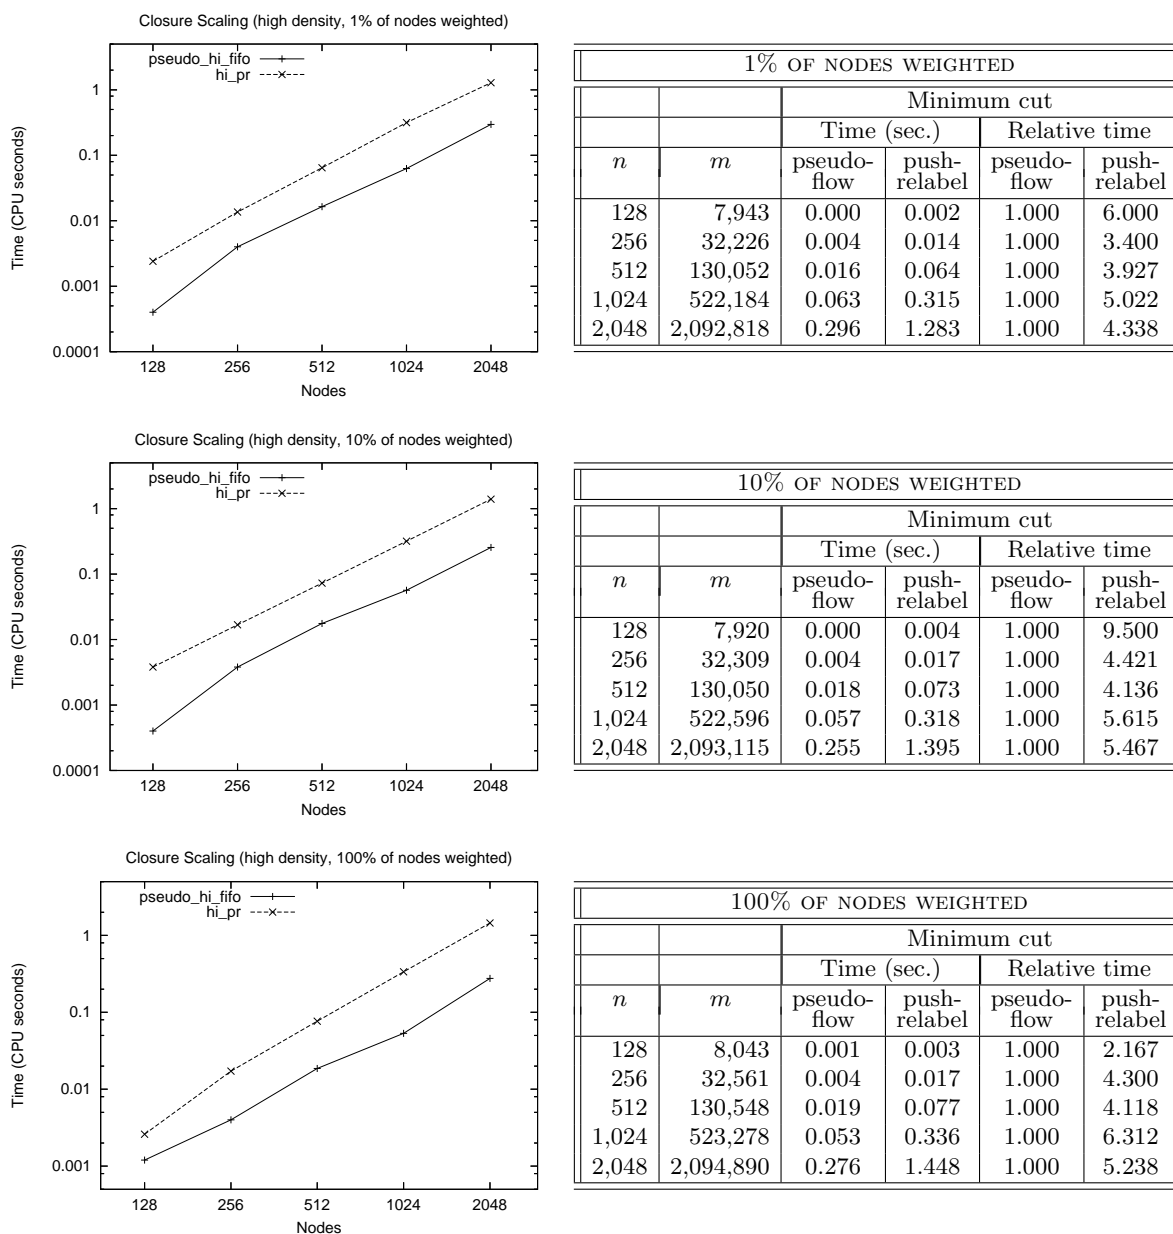 Closure Scaling (high density, 1% of nodes weighted)
pseudo_hi_fifo
hi_pr
1
0.1
0.01
0.001
0.0001
Time (CPU seconds)
128 256 512 1024 2048
Nodes
1% OF NODES WEIGHTED
Minimum cut
Time (sec.) Relative time
n m pseudo-flow push-relabel pseudo-flow push-relabel
128 7,943 0.000 0.002 1.000 6.000
256 32,226 0.004 0.014 1.000 3.400
512 130,052 0.016 0.064 1.000 3.927
1,024 522,184 0.063 0.315 1.000 5.022
2,048 2,092,818 0.296 1.283 1.000 4.338
Closure Scaling (high density, 10% of nodes weighted)
pseudo_hi_fifo
hi_pr
1
0.1
0.01
0.001
0.0001
Time (CPU seconds)
128 256 512 1024 2048
Nodes
10% OF NODES WEIGHTED
Minimum cut
Time (sec.) Relative time
n m pseudo-flow push-relabel pseudo-flow push-relabel
128 7,920 0.000 0.004 1.000 9.500
256 32,309 0.004 0.017 1.000 4.421
512 130,050 0.018 0.073 1.000 4.136
1,024 522,596 0.057 0.318 1.000 5.615
2,048 2,093,115 0.255 1.395 1.000 5.467
Closure Scaling (high density, 100% of nodes weighted)
pseudo_hi_fifo
hi_pr
1
0.1
0.01
0.001
Time (CPU seconds)
128 256 512 1024 2048
Nodes
100% OF NODES WEIGHTED
Minimum cut
Time (sec.) Relative time
n m pseudo-flow push-relabel pseudo-flow push-relabel
128 8,043 0.001 0.003 1.000 2.167
256 32,561 0.004 0.017 1.000 4.300
512 130,548 0.019 0.077 1.000 4.118
1,024 523,278 0.053 0.336 1.000 6.312
2,048 2,094,890 0.276 1.448 1.000 5.238